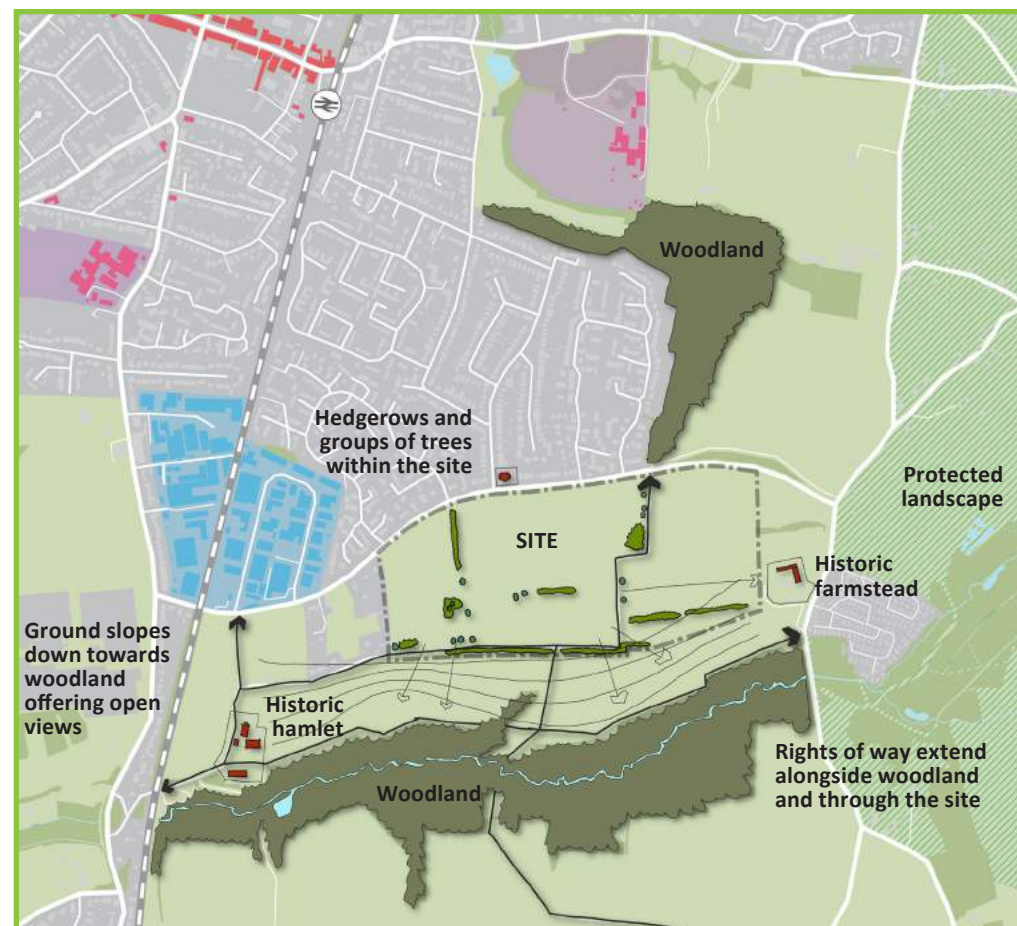 Woodland
Hedgerows and
groups of trees
within the site
Protected
landscape
SITE
Historic
farmstead
Ground slopes
down towards
woodland
offering open
views
Historic
hamlet
Rights of way extend
alongside woodland
and through the site
Woodland